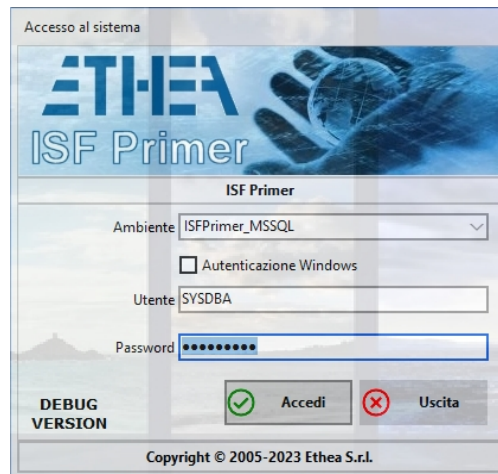 Accesso al sistema
ETHEA
ISF Primer
ISF Primer
Ambiente ISFPrimer_MSSQL
Autenticazione Windows
Utente SYSDBA
Password •••••••••
DEBUG VERSION
Accedi Uscita
Copyright © 2005-2023 Ethea S.r.l.